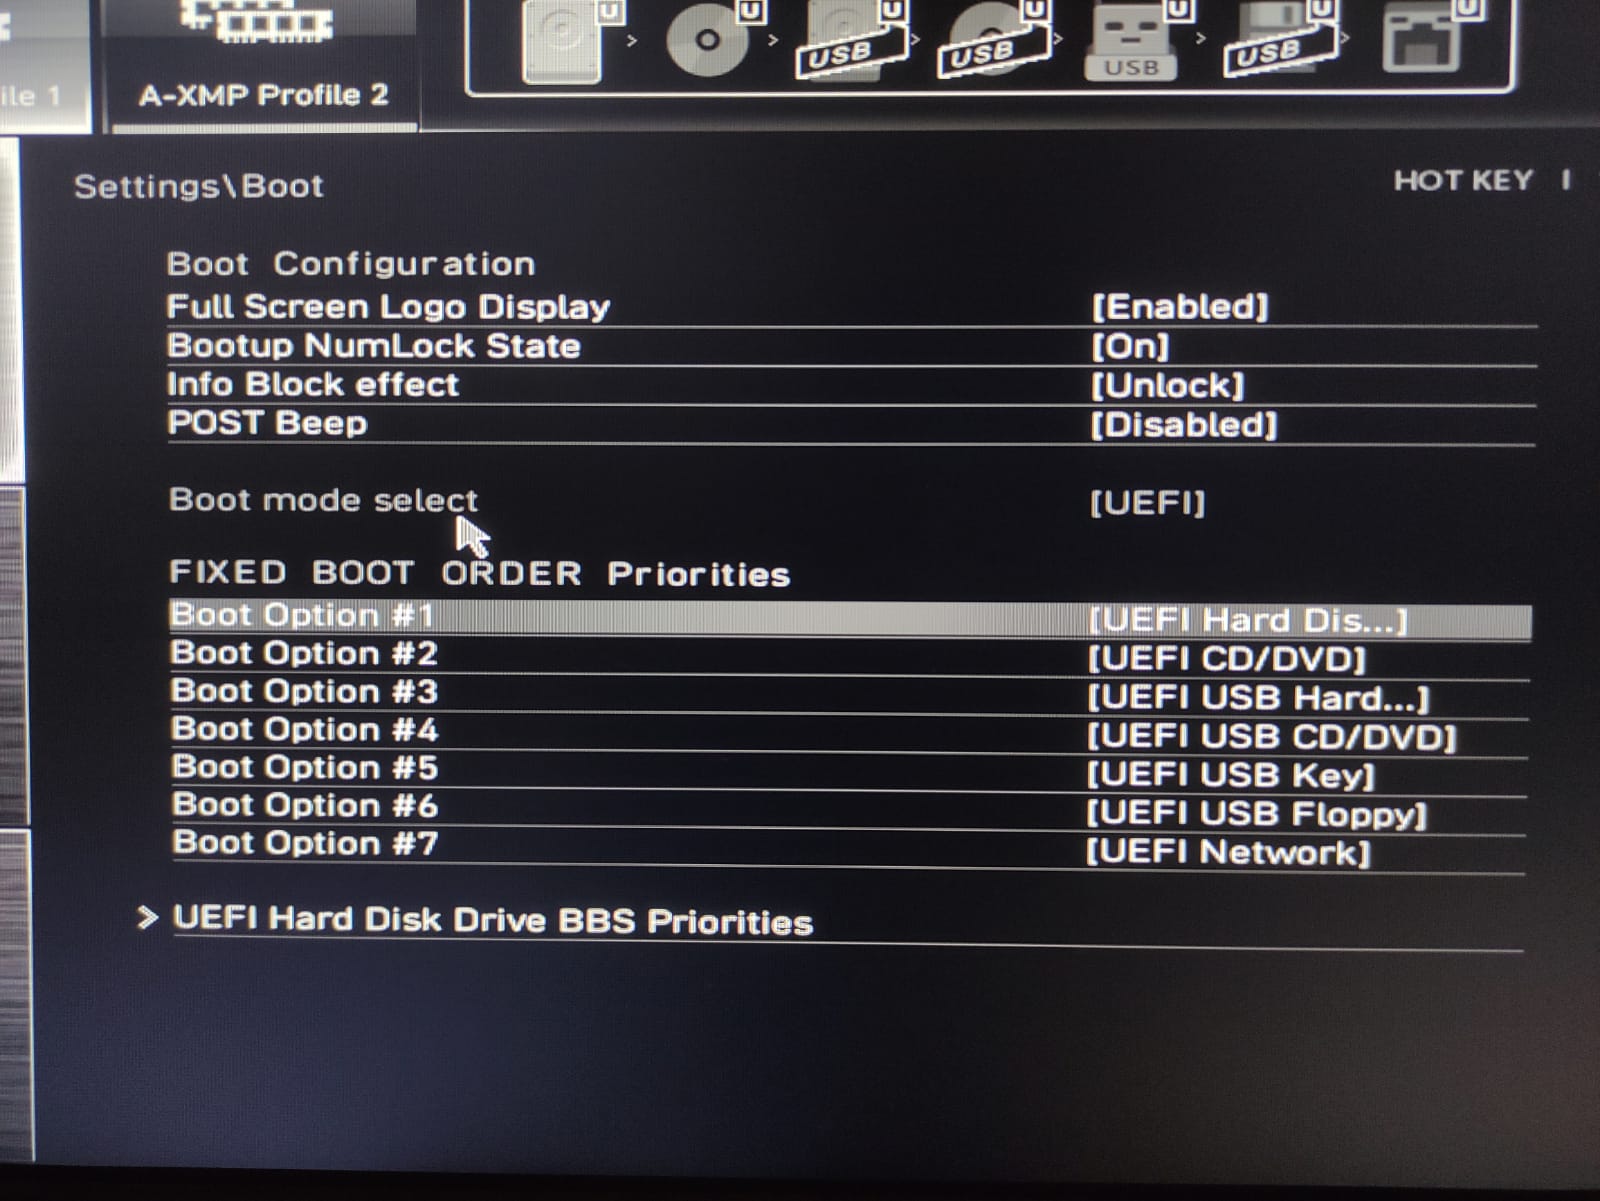 U U U U U U U
USB USB USB USB
ile 1 A-XMP Profile 2
Settings\Boot HOT KEY
Boot Configuration
Full Screen Logo Display [Enabled]
Bootup NumLock State [On]
Info Block effect [Unlock]
POST Beep [Disabled]
Boot mode select [UEFI]
FIXED BOOT ORDER Priorities
Boot Option #1 [UEFI Hard Dis...]
Boot Option #2 [UEFI CD/DVD]
Boot Option #3 [UEFI USB Hard...]
Boot Option #4 [UEFI USB CD/DVD]
Boot Option #5 [UEFI USB Key]
Boot Option #6 [UEFI USB Floppy]
Boot Option #7 [UEFI Network]
> UEFI Hard Disk Drive BBS Priorities